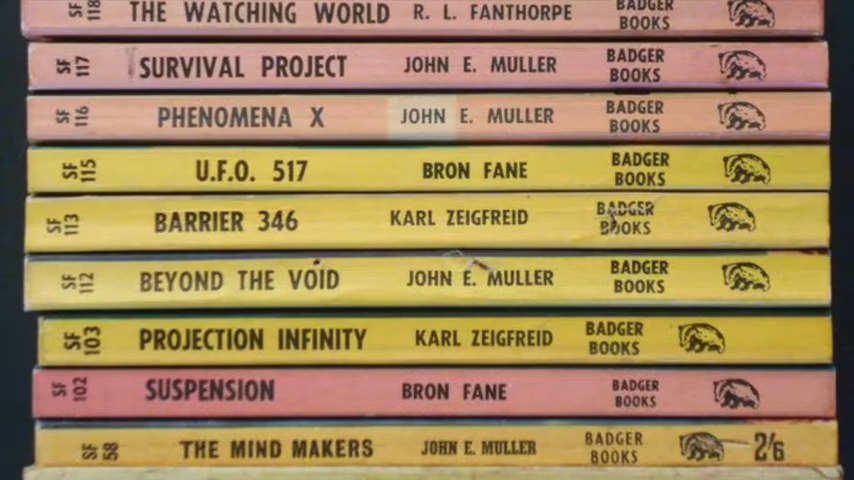 SF 118 THE WATCHING WORLD R. L. FANTHORPE BADGER BOOKS
SF 117 SURVIVAL PROJECT JOHN E. MULLER BADGER BOOKS
SF 116 PHENOMENA X JOHN E. MULLER BADGER BOOKS
SF 115 U.F.O. 517 BRON FANE BADGER BOOKS
SF 113 BARRIER 346 KARL ZEIGFREID BADGER BOOKS
SF 112 BEYOND THE VOID JOHN E. MULLER BADGER BOOKS
SF 103 PROJECTION INFINITY KARL ZEIGFREID BADGER BOOKS
SF 102 SUSPENSION BRON FANE BADGER BOOKS
SF 58 THE MIND MAKERS JOHN E. MULLER BADGER BOOKS 2/6